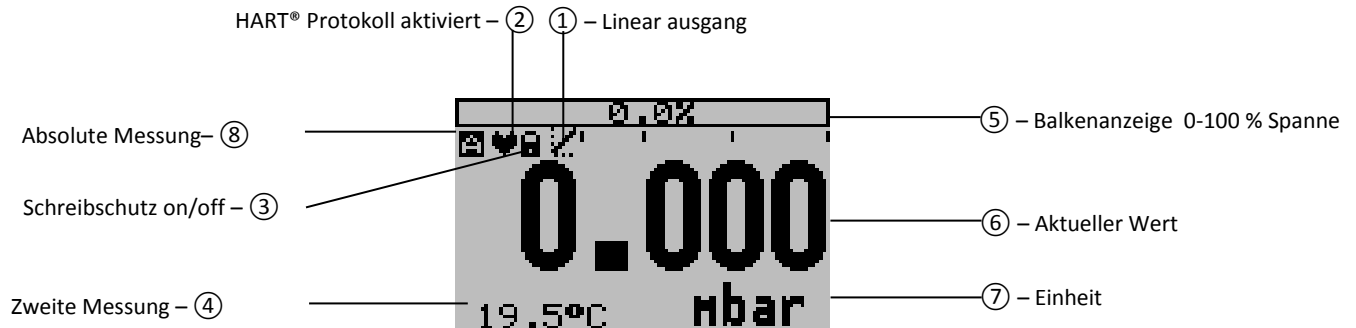 HART® Protokoll aktiviert – ②
① – Linear ausgang
0.0%
⑤ – Balkenanzeige 0-100 % Spanne
Absolute Messung– ⑧
Schreibschutz on/off – ③
0.000
⑥ – Aktueller Wert
Zweite Messung – ④
19.5°C
mbar
⑦ – Einheit